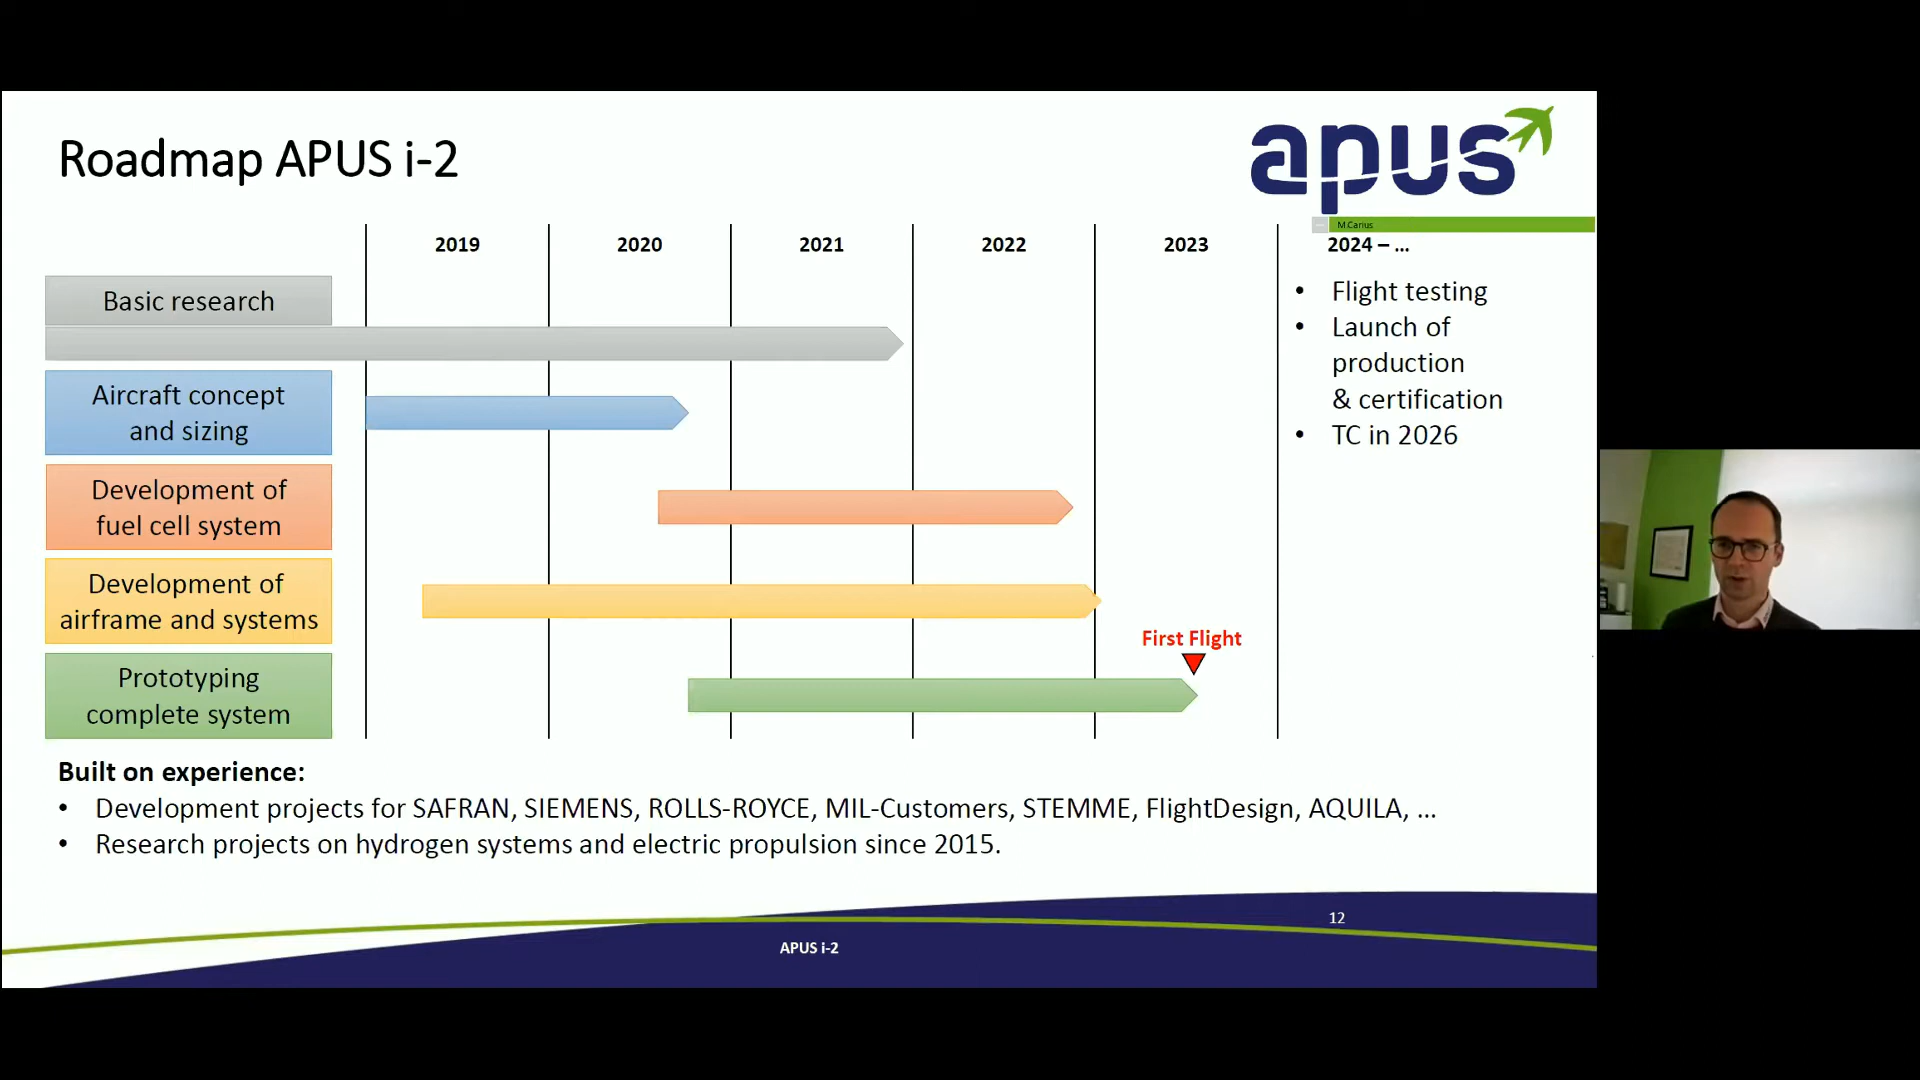 Roadmap APUS i-2
apus
M.Carius
2019
2020
2021
2022
2023
2024 – ...
Basic research
Aircraft concept
and sizing
Development of
fuel cell system
Development of
airframe and systems
Prototyping
complete system
First Flight
• Flight testing
• Launch of
production
& certification
• TC in 2026
Built on experience:
• Development projects for SAFRAN, SIEMENS, ROLLS-ROYCE, MIL-Customers, STEMME, FlightDesign, AQUILA, ...
• Research projects on hydrogen systems and electric propulsion since 2015.
12
APUS i-2